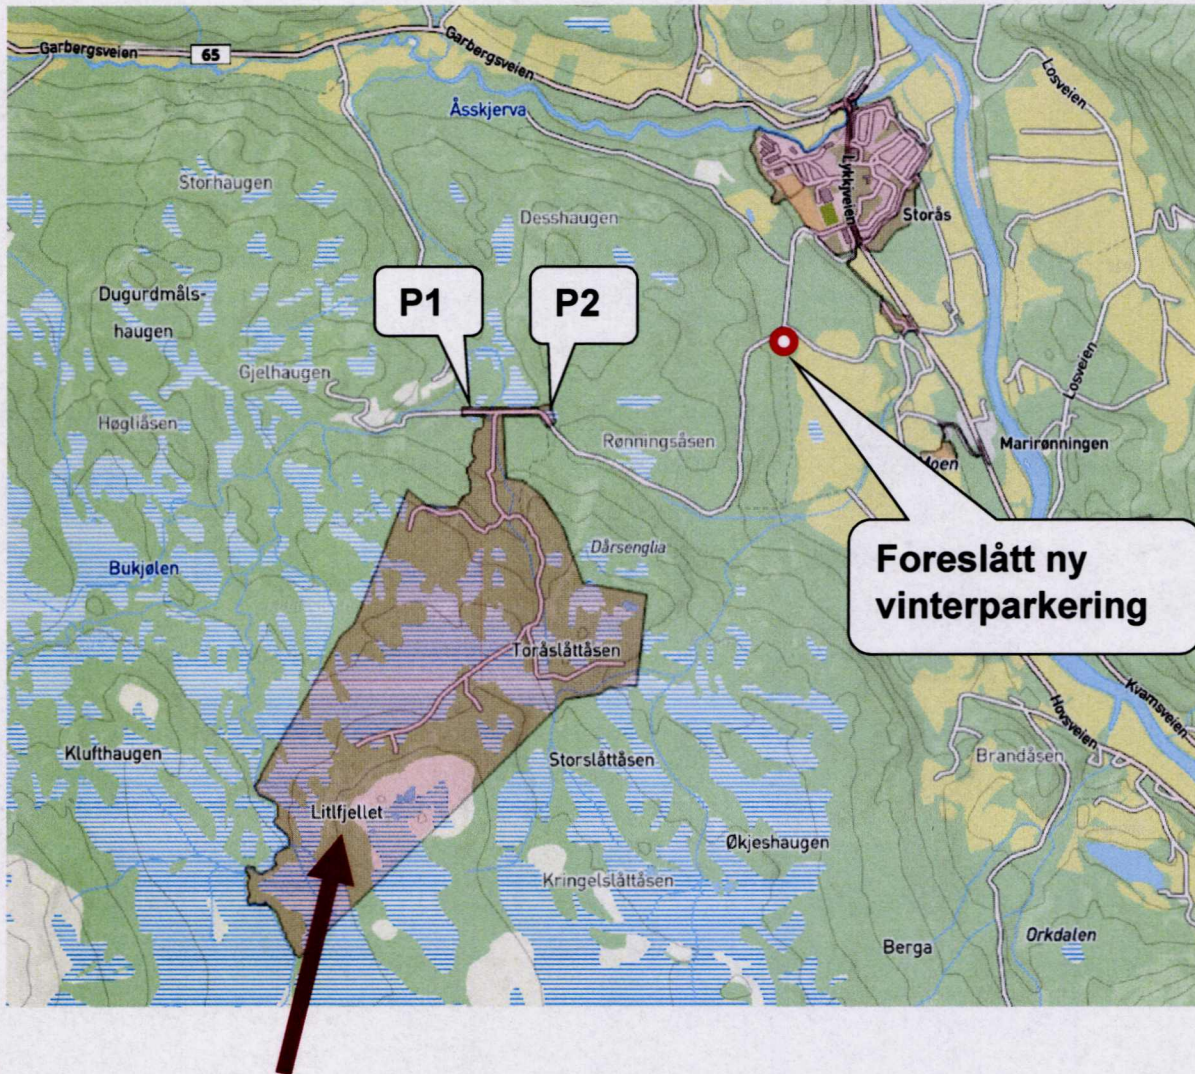 Garbergsveien
65
Garbergsveien
Losveien
Åsskjerva
Lykkjveien
Storhaugen
Storås
Desshaugen
Dugurdmåls-
haugen
P1
P2
Gjelhaugen
Losveien
Høgliåsen
Rønningsåsen
Marirønningen
Moen
Dårsenglia
Foreslått ny
vinterparkering
Bukjølen
Toråslåttåsen
Kvamsveien
Hovsveien
Klufthaugen
Storslåttåsen
Brandåsen
Litlfjellet
Økjeshaugen
Kringelslåttåsen
Berga
Orkdalen